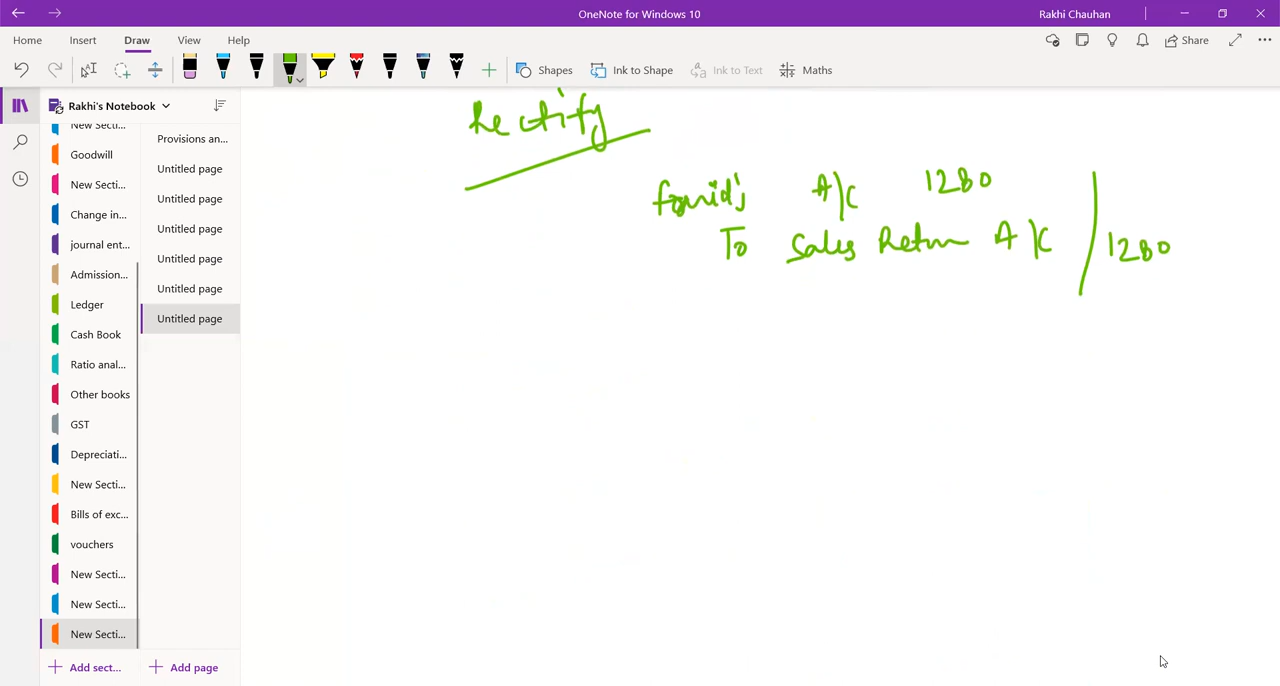 OneNote for Windows 10
Rakhi Chauhan
Home Insert Draw View Help
Share
Shapes Ink to Shape Ink to Text Maths
Rakhi's Notebook
New Secti...
Goodwill
New Secti...
Change in...
journal ent...
Admission...
Ledger
Cash Book
Ratio anal...
Other books
GST
Depreciati...
New Secti...
Bills of exc...
vouchers
New Secti...
New Secti...
New Secti...
Add sect...
Provisions an...
Untitled page
Untitled page
Untitled page
Untitled page
Untitled page
Untitled page
Add page
Rectify
A/C 1280
To Sales Return A/C 1280